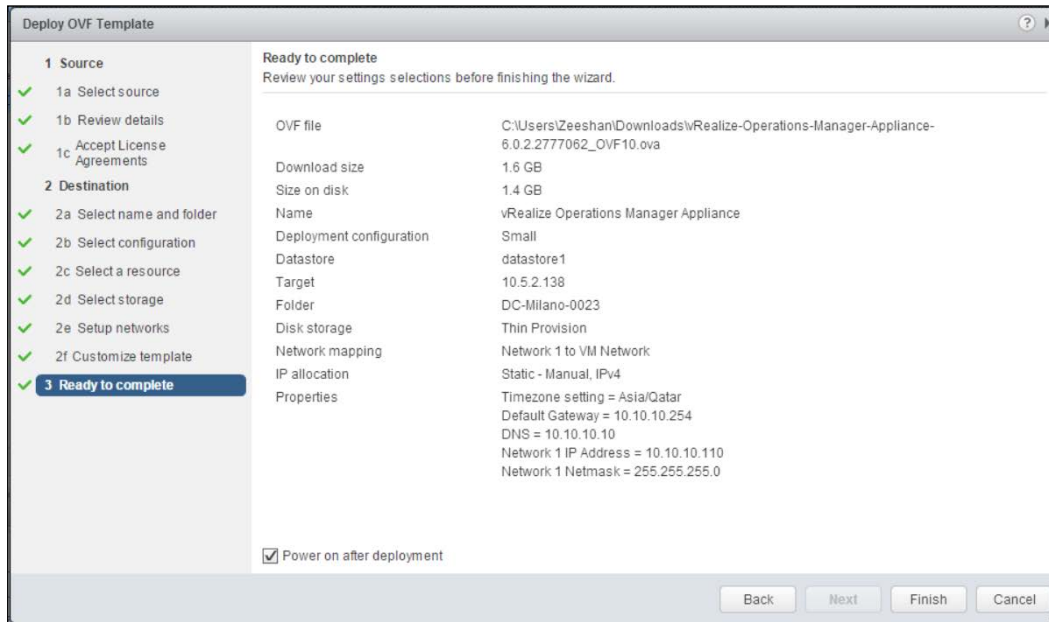 Deploy OVF Template
?
1 Source
1a Select source
1b Review details
1c Accept License
Agreements
2 Destination
2a Select name and folder
2b Select configuration
2c Select a resource
2d Select storage
2e Setup networks
2f Customize template
3 Ready to complete
Ready to complete
Review your settings selections before finishing the wizard.
OVF file C:\Users\Zeeshan\Downloads\vRealize-Operations-Manager-Appliance-
6.0.2.2777062_OVF10.ova
Download size 1.6 GB
Size on disk 1.4 GB
Name vRealize Operations Manager Appliance
Deployment configuration Small
Datastore datastore1
Target 10.5.2.138
Folder DC-Milano-0023
Disk storage Thin Provision
Network mapping Network 1 to VM Network
IP allocation Static - Manual, IPv4
Properties Timezone setting = Asia/Qatar
Default Gateway = 10.10.10.254
DNS = 10.10.10.10
Network 1 IP Address = 10.10.10.110
Network 1 Netmask = 255.255.255.0
Power on after deployment
Back Next Finish Cancel